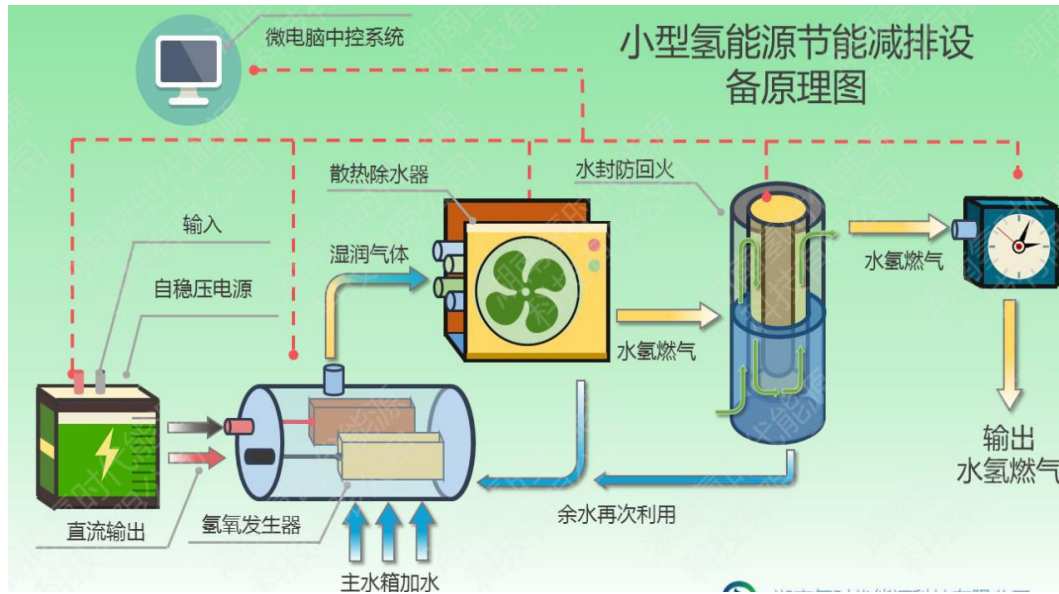 微电脑中控系统
小型氢能源节能减排设
备原理图
散热除水器
水封防回火
输入
湿润气体
自稳压电源
水氢燃气
水氢燃气
输出
水氢燃气
余水再次利用
直流输出
氢氧发生器
主水箱加水